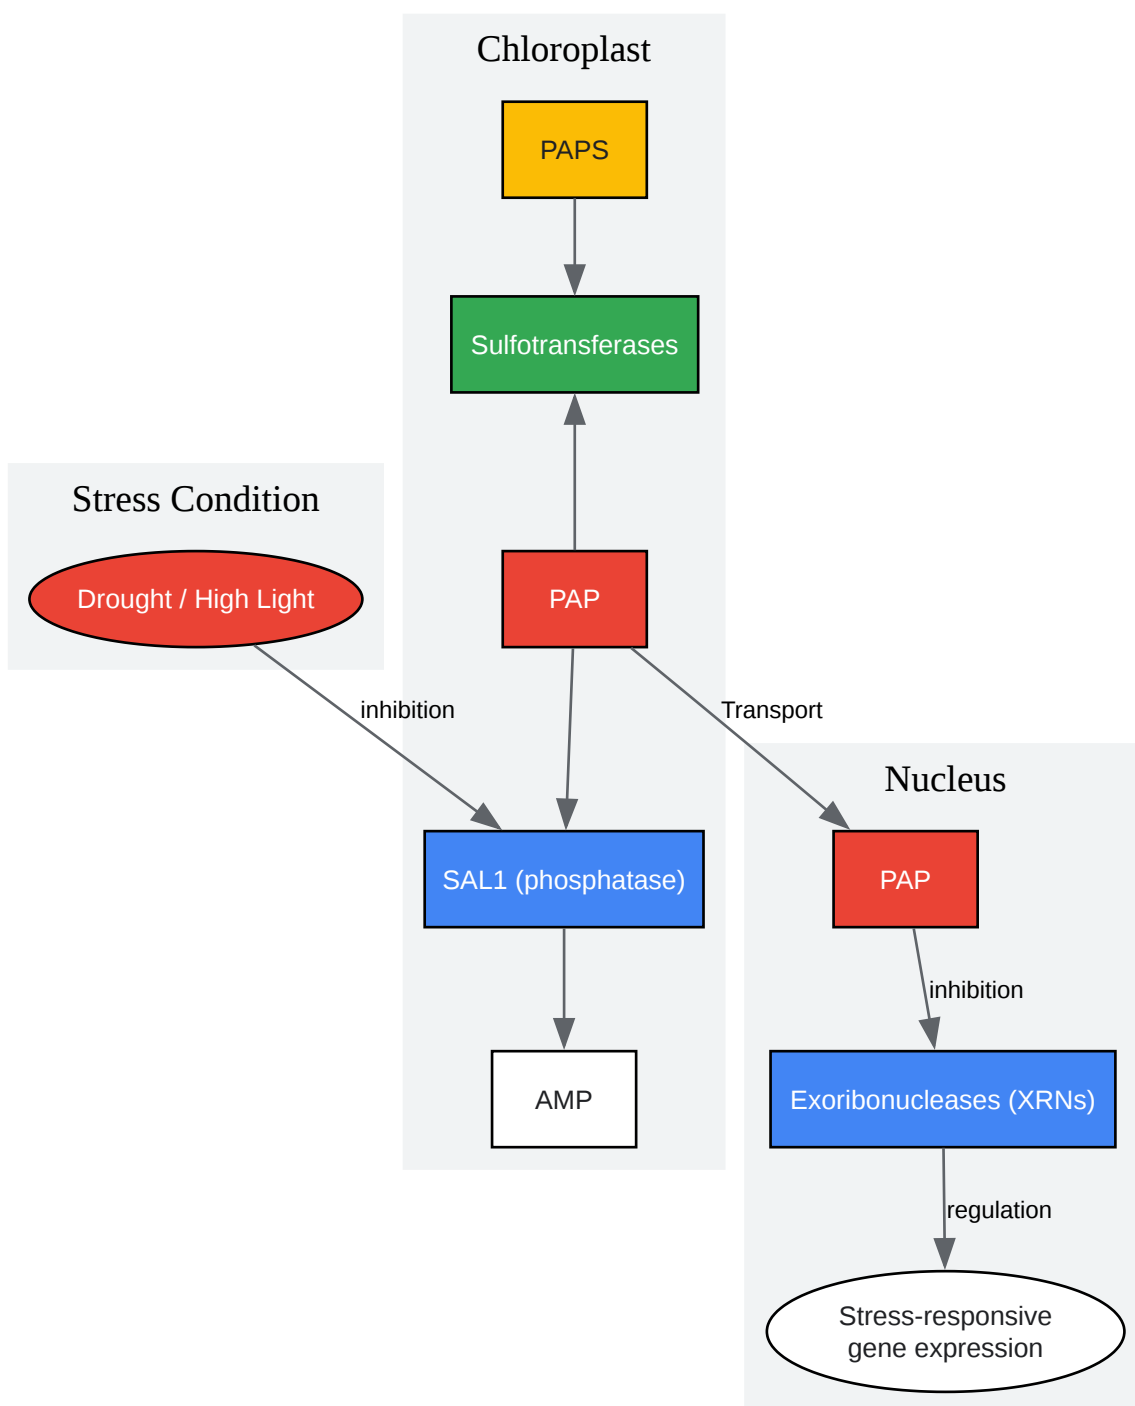 Chloroplast
PAPS
Sulfotransferases
Stress Condition
Drought / High Light
PAP
inhibition
Transport
Nucleus
SAL1 (phosphatase)
PAP
inhibition
AMP
Exoribonucleases (XRNs)
regulation
Stress-responsive
gene expression